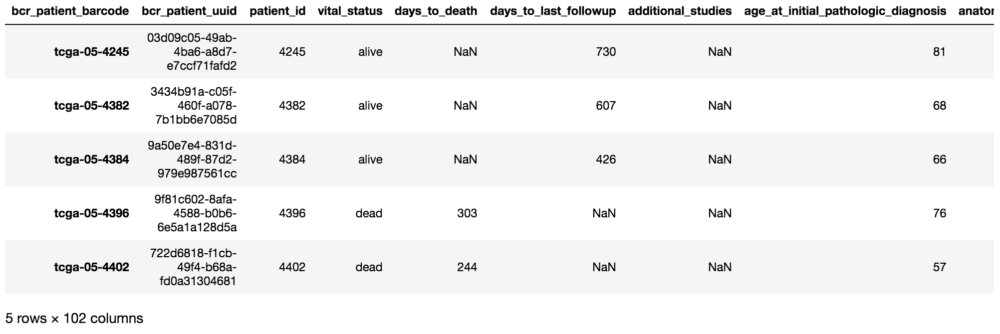 bcr_patient_barcode bcr_patient_uuid patient_id vital_status days_to_death days_to_last_followup additional_studies age_at_initial_pathologic_diagnosis anator
03d09c05-49ab-
tcga-05-4245 4ba6-a8d7- 4245 alive NaN 730 NaN 81
e7ccf71fafd2
3434b91a-c05f-
tcga-05-4382 460f-a078- 4382 alive NaN 607 NaN 68
7b1bb6e7085d
9a50e7e4-831d-
tcga-05-4384 489f-87d2- 4384 alive NaN 426 NaN 66
979e987561cc
9f81c602-8afa-
tcga-05-4396 4588-b0b6- 4396 dead 303 NaN NaN 76
6e5a1a128d5a
722d6818-f1cb-
tcga-05-4402 49f4-b68a- 4402 dead 244 NaN NaN 57
fd0a31304681
5 rows × 102 columns